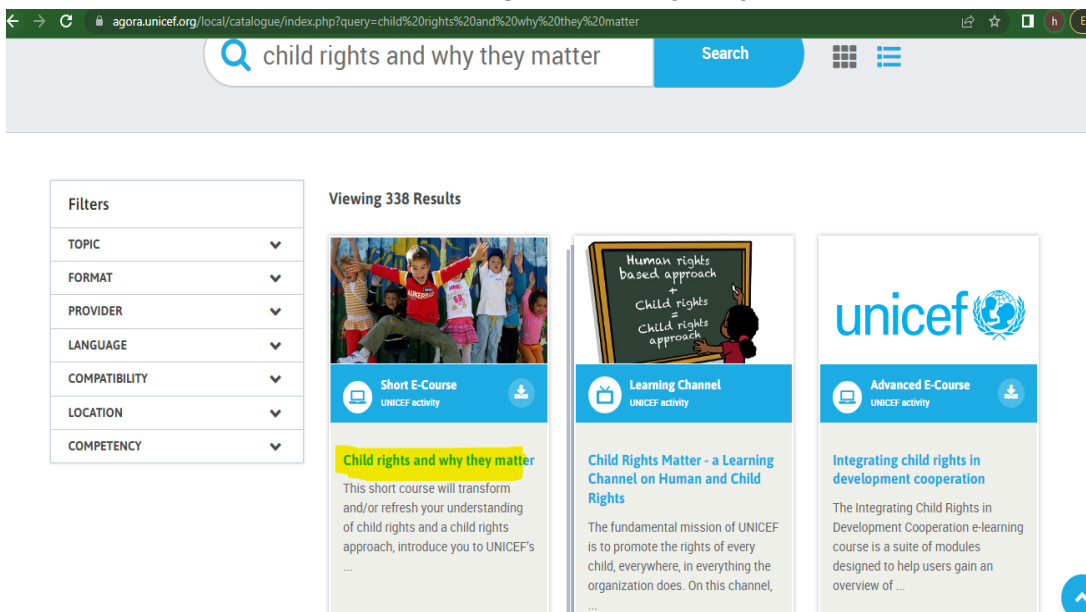 agora.unicef.org/local/catalogue/index.php?query=child%20rights%20and%20why%20they%20matter
child rights and why they matter
Search
Filters
TOPIC
FORMAT
PROVIDER
LANGUAGE
COMPATIBILITY
LOCATION
COMPETENCY
Viewing 338 Results
Short E-Course
UNICEF activity
Child rights and why they matter
This short course will transform
and/or refresh your understanding
of child rights and a child rights
approach, introduce you to UNICEF's
...
Human rights
based approach
+
Child rights
=
Child rights
approach
Learning Channel
UNICEF activity
Child Rights Matter - a Learning
Channel on Human and Child
Rights
The fundamental mission of UNICEF
is to promote the rights of every
child, everywhere, in everything the
organization does. On this channel,
...
unicef
Advanced E-Course
UNICEF activity
Integrating child rights in
development cooperation
The Integrating Child Rights in
Development Cooperation e-learning
course is a suite of modules
designed to help users gain an
overview of ...